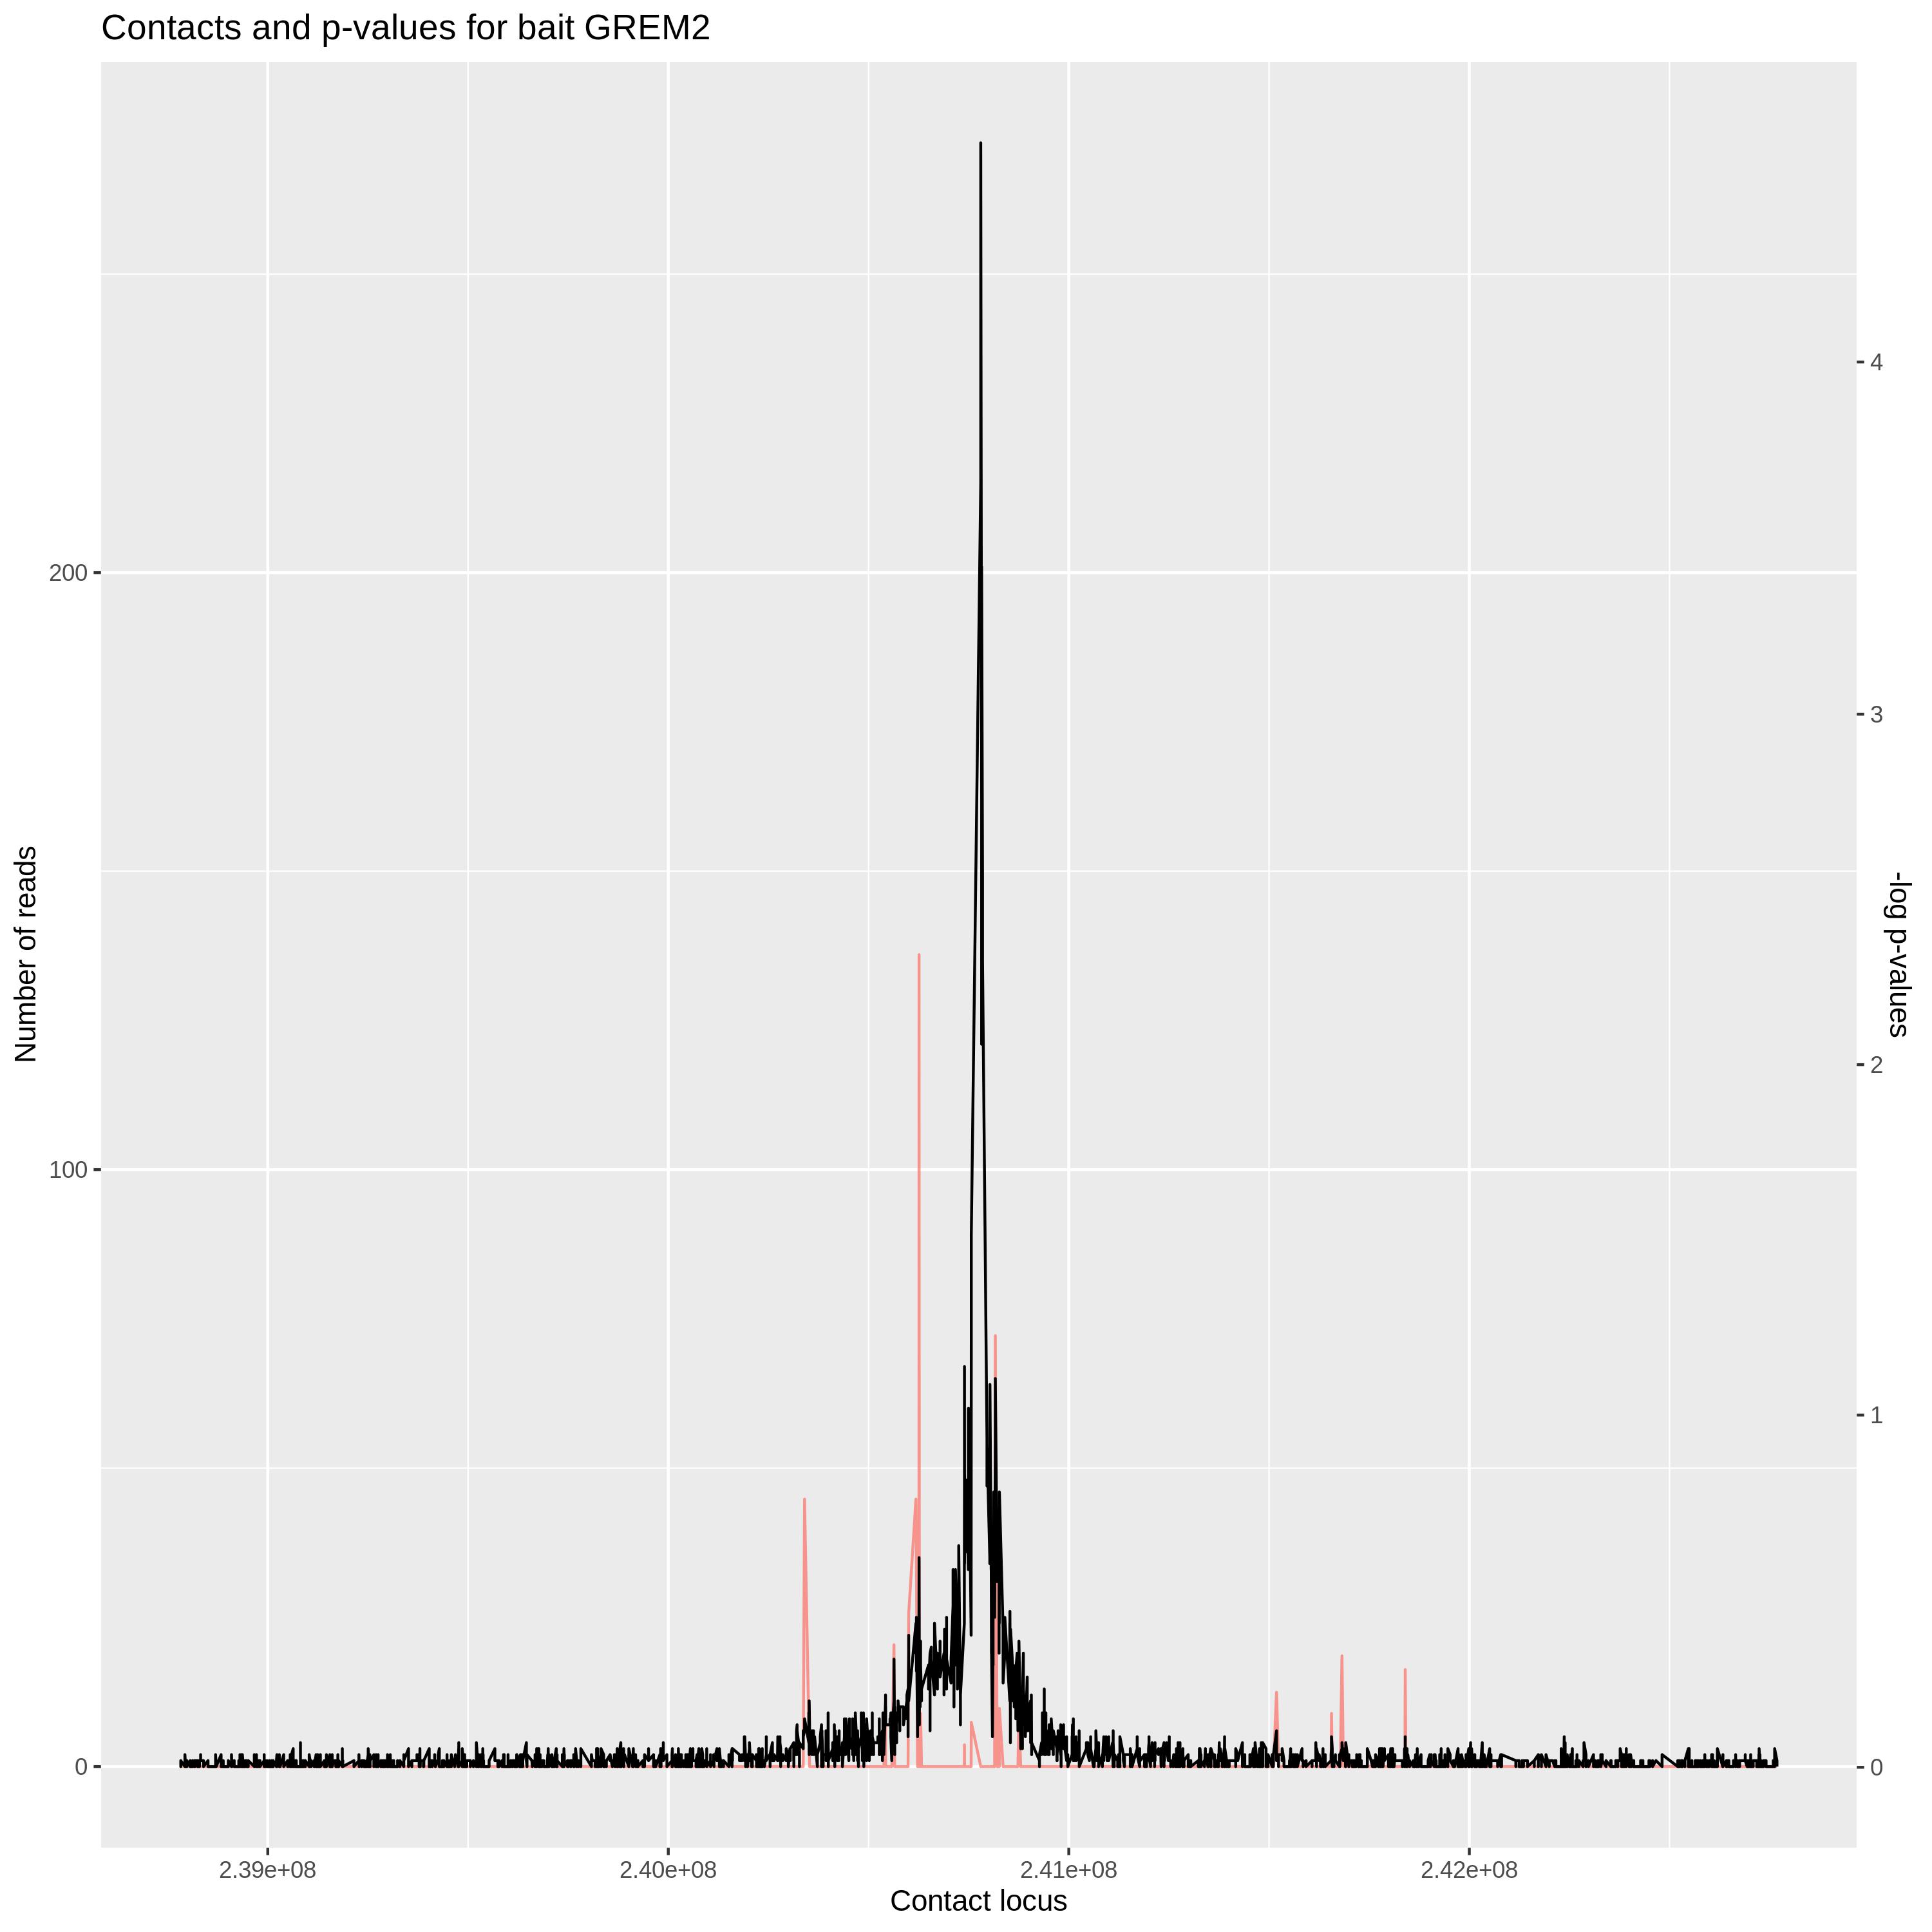 Contacts and p-values for bait GREM2
Number of reads
200
100
0
4
3
2
1
0
-log p-values
2.39e+08
2.40e+08
2.41e+08
2.42e+08
Contact locus